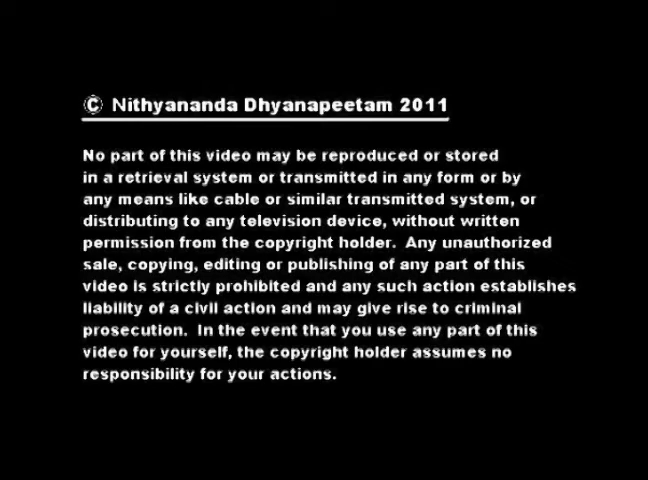 © Nithyananda Dhyanapeetam 2011
No part of this video may be reproduced or stored
in a retrieval system or transmitted in any form or by
any means like cable or similar transmitted system, or
distributing to any television device, without written
permission from the copyright holder. Any unauthorized
sale, copying, editing or publishing of any part of this
video is strictly prohibited and any such action establishes
liability of a civil action and may give rise to criminal
prosecution. In the event that you use any part of this
video for yourself, the copyright holder assumes no
responsibility for your actions.